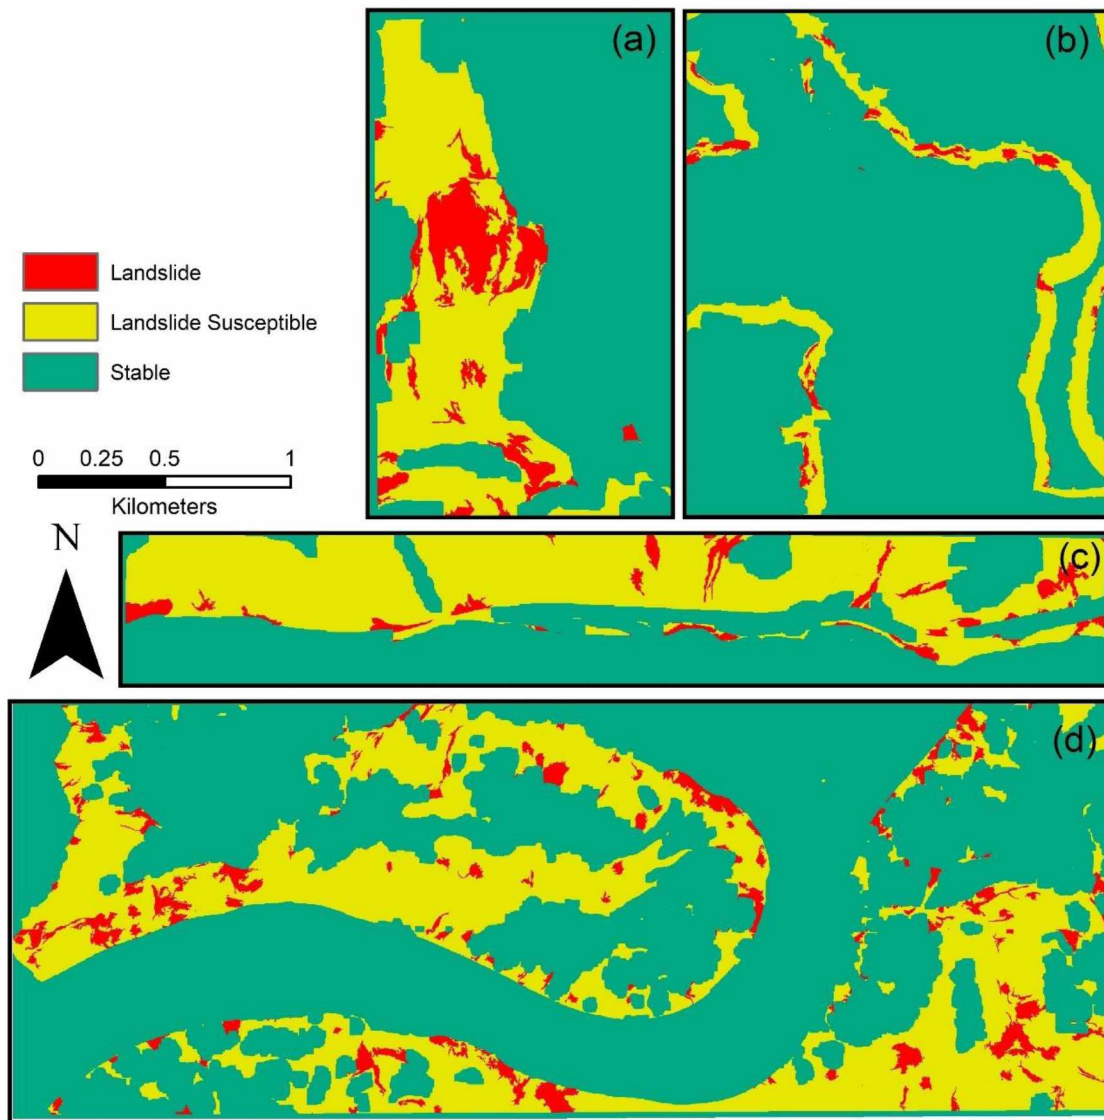 (a)
(b)
Landslide
Landslide Susceptible
Stable
0 0.25 0.5 1
Kilometers
N
(c)
(d)